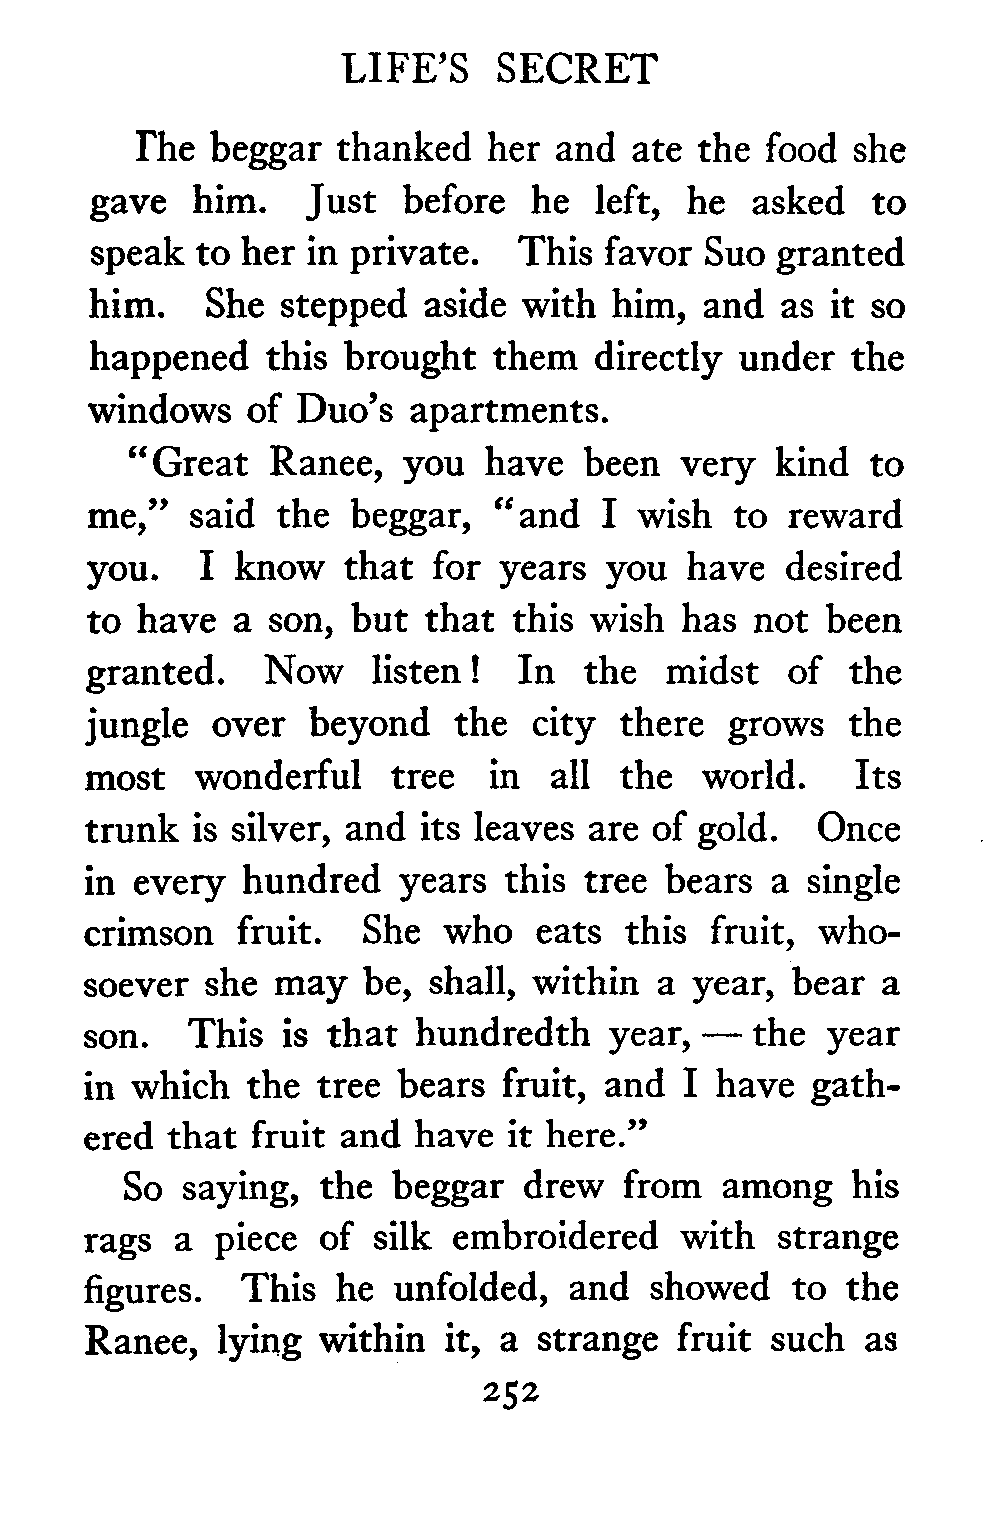 LIFE'S SECRET
The beggar thanked her and ate the food she
gave him. Just before he left, he asked to
speak to her in private. This favor Suo granted
him. She stepped aside with him, and as it so
happened this brought them directly under the
windows of Duo's apartments.
"Great Ranee, you have been very kind to
me," said the beggar, "and I wish to reward
you. I know that for years you have desired
to have a son, but that this wish has not been
granted. Now listen! In the midst of the
jungle over beyond the city there grows the
most wonderful tree in all the world. Its
trunk is silver, and its leaves are of gold. Once
in every hundred years this tree bears a single
crimson fruit. She who eats this fruit, who-
soever she may be, shall, within a year, bear a
son. This is that hundredth year, — the year
in which the tree bears fruit, and I have gath-
ered that fruit and have it here."
So saying, the beggar drew from among his
rags a piece of silk embroidered with strange
figures. This he unfolded, and showed to the
Ranee, lying within it, a strange fruit such as
252